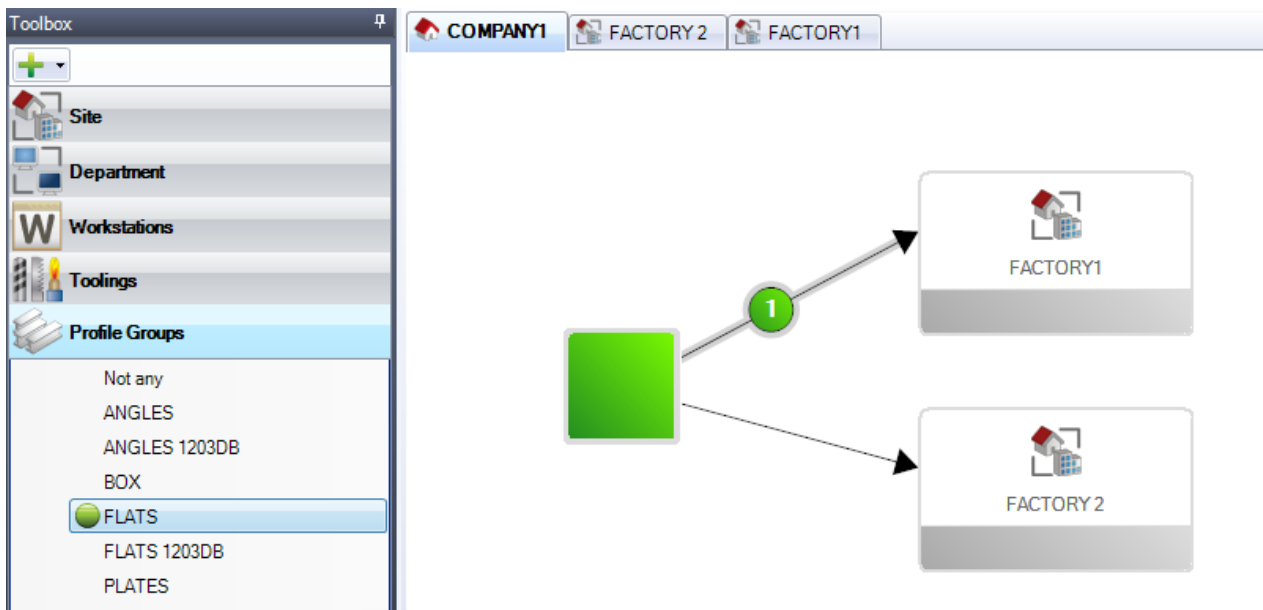 Toolbox
Site
Department
W Workstations
Toolings
Profile Groups
Not any
ANGLES
ANGLES 1203DB
BOX
FLATS
FLATS 1203DB
PLATES
COMPANY1 FACTORY 2 FACTORY1
1
FACTORY1
FACTORY 2